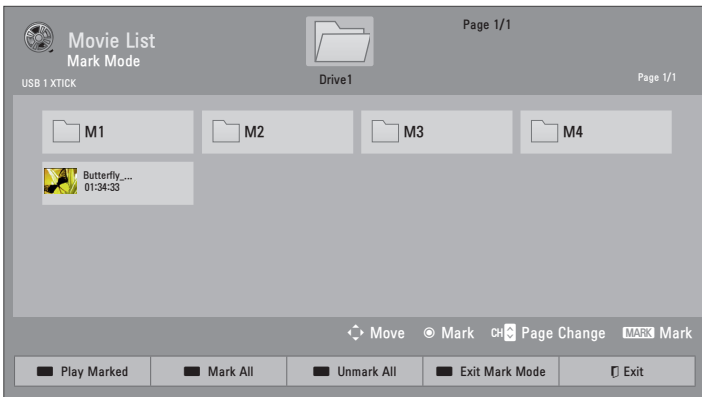 Movie List
Mark Mode
USB 1 XTICK
Drive1
Page 1/1
Page 1/1
M1
M2
M3
M4
Butterfly_...
01:34:33
Move
Mark
CH Page Change
MARK Mark
Play Marked
Mark All
Unmark All
Exit Mark Mode
Exit